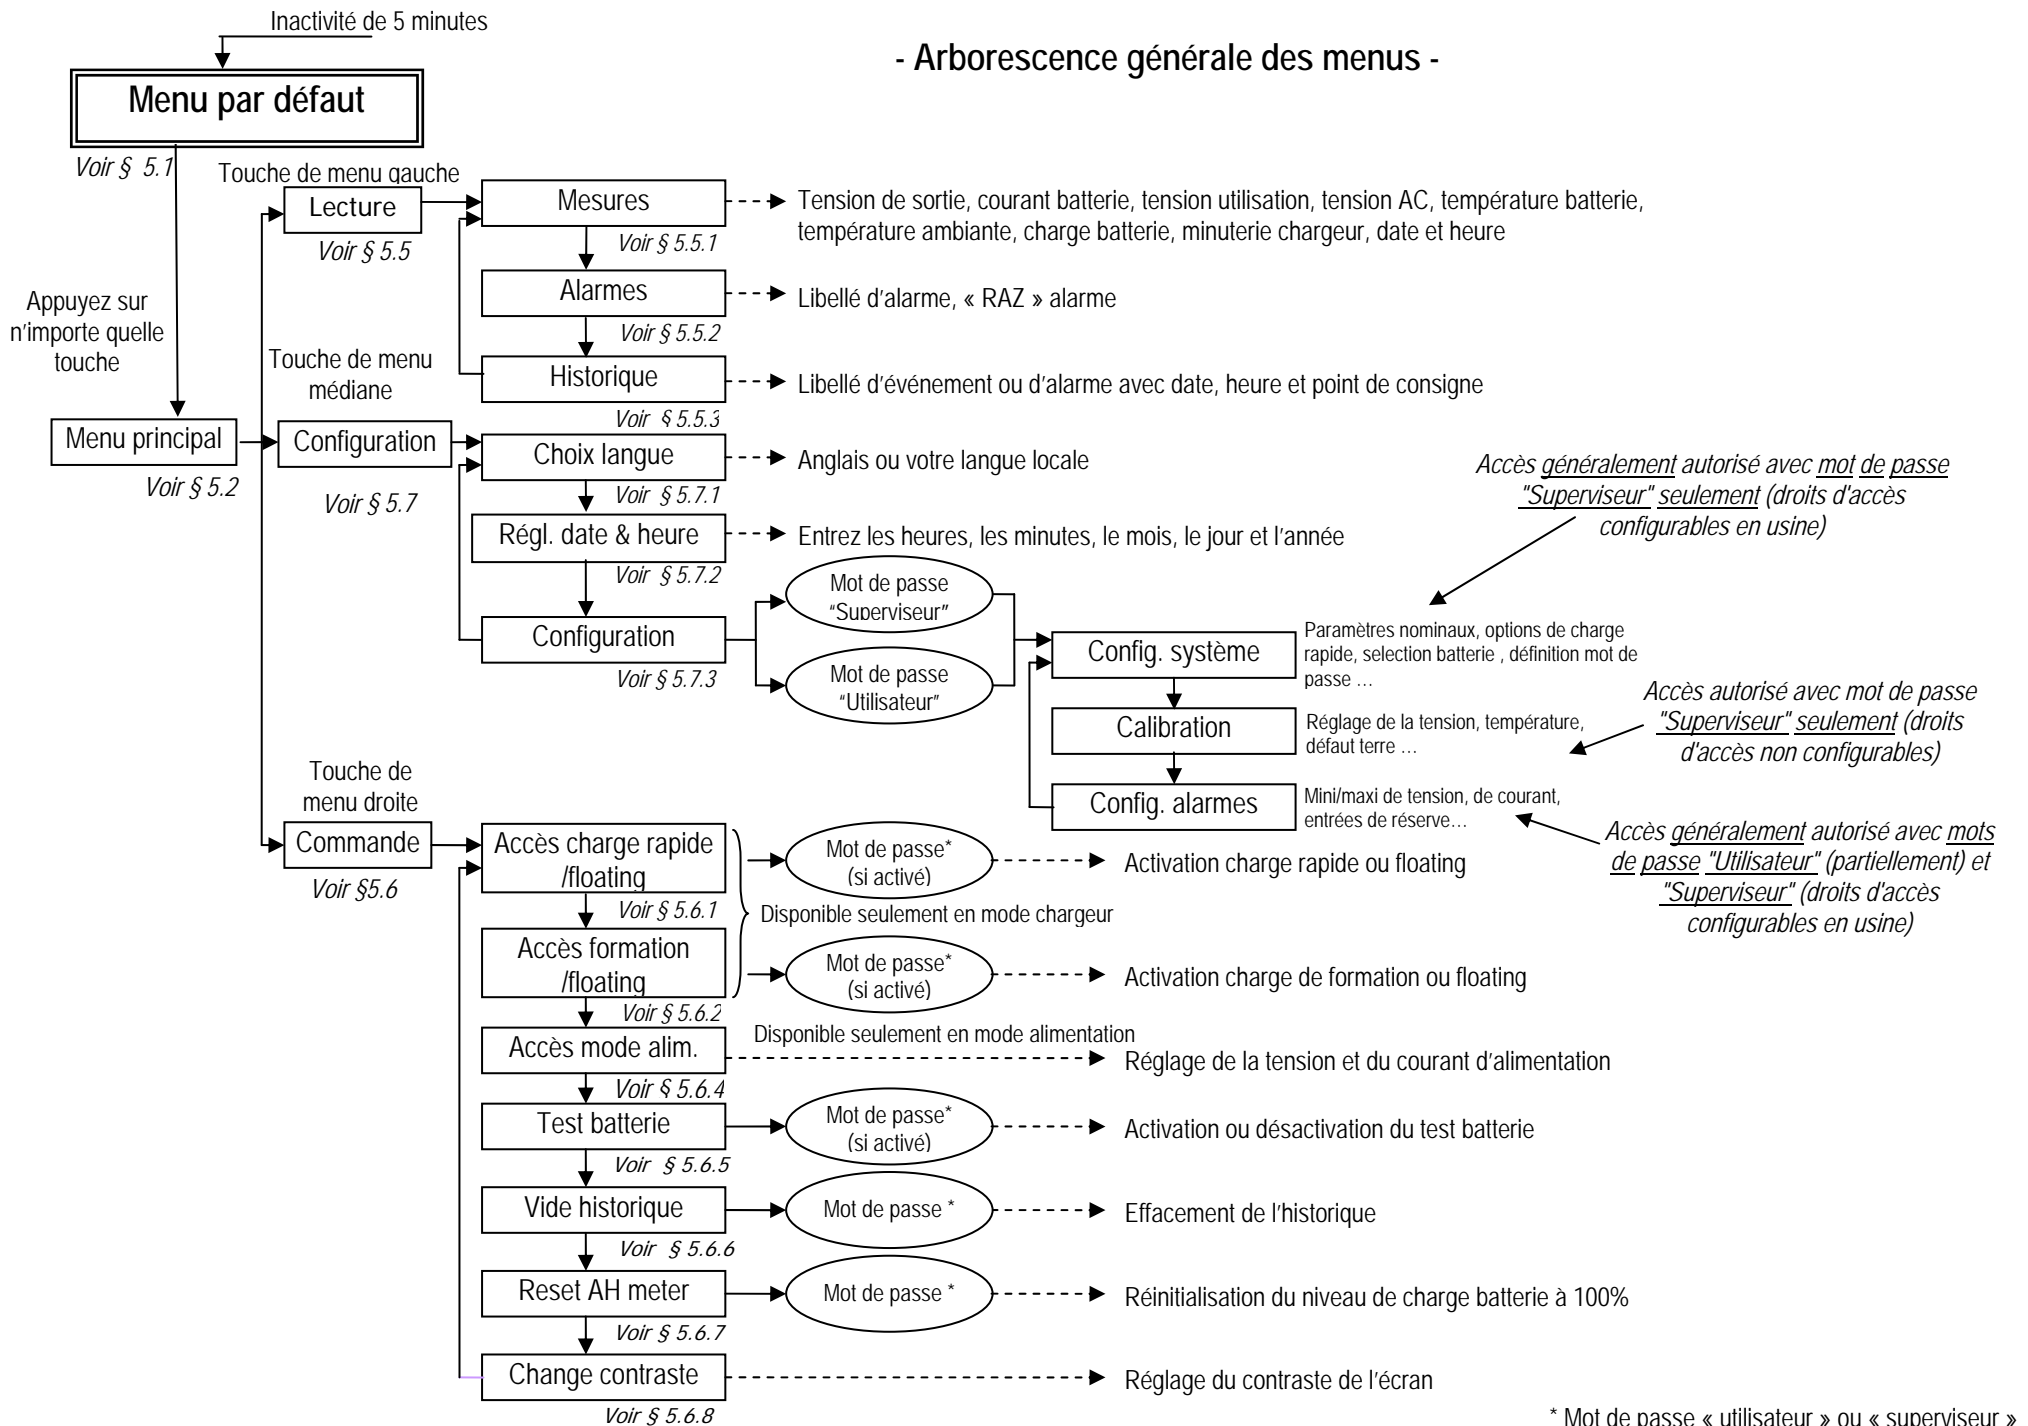 Inactivité de 5 minutes
- Arborescence générale des menus -
Menu par défaut
Voir § 5.1
Appuyez sur
n'importe quelle
touche
Menu principal
Voir § 5.2
Touche de menu gauche
Lecture
Voir § 5.5
Mesures
Voir § 5.5.1
Tension de sortie, courant batterie, tension utilisation, tension AC, température batterie,
température ambiante, charge batterie, minuterie chargeur, date et heure
Alarmes
Voir § 5.5.2
Libellé d'alarme, « RAZ » alarme
Historique
Voir § 5.5.3
Libellé d'événement ou d'alarme avec date, heure et point de consigne
Touche de menu
médiane
Configuration
Voir § 5.7
Choix langue
Voir § 5.7.1
Anglais ou votre langue locale
Régl. date & heure
Voir § 5.7.2
Entrez les heures, les minutes, le mois, le jour et l'année
Configuration
Voir § 5.7.3
Mot de passe
"Superviseur"
Mot de passe
"Utilisateur"
Config. système
Paramètres nominaux, options de charge
rapide, selection batterie , définition mot de
passe …
Calibration
Réglage de la tension, température,
défaut terre …
Config. alarmes
Mini/maxi de tension, de courant,
entrées de réserve…
Accès généralement autorisé avec mot de passe
"Superviseur" seulement (droits d'accès
configurables en usine)
Accès autorisé avec mot de passe
"Superviseur" seulement (droits
d'accès non configurables)
Accès généralement autorisé avec mots
de passe "Utilisateur" (partiellement) et
"Superviseur" (droits d'accès
configurables en usine)
Touche de
menu droite
Commande
Voir §5.6
Accès charge rapide
/floating
Voir § 5.6.1
Mot de passe*
(si activé)
Activation charge rapide ou floating
Disponible seulement en mode chargeur
Accès formation
/floating
Voir § 5.6.2
Mot de passe*
(si activé)
Activation charge de formation ou floating
Disponible seulement en mode alimentation
Accès mode alim.
Voir § 5.6.4
Réglage de la tension et du courant d'alimentation
Test batterie
Voir § 5.6.5
Mot de passe*
(si activé)
Activation ou désactivation du test batterie
Vide historique
Voir § 5.6.6
Mot de passe *
Effacement de l'historique
Reset AH meter
Voir § 5.6.7
Mot de passe *
Réinitialisation du niveau de charge batterie à 100%
Change contraste
Voir § 5.6.8
Réglage du contraste de l'écran
* Mot de passe « utilisateur » ou « superviseur »